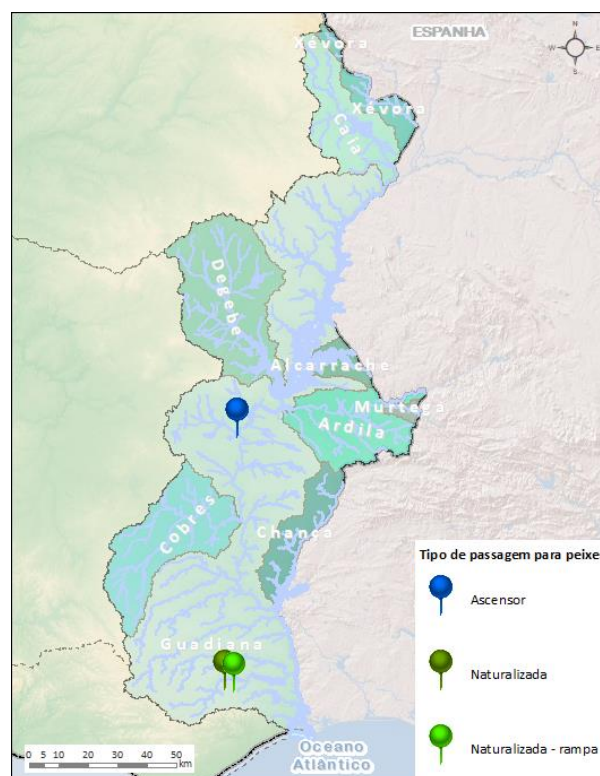 ESPANHA
N
W E
S
Xévora
Xévora
Caia
Degebe
Alcarrache
Murtega
Ardila
Cobres
Chança
Guadiana
Oceano
Atlântico
0 5 10 20 30 40 50
km
Tipo de passagem para peixe
Ascensor
Naturalizada
Naturalizada - rampa